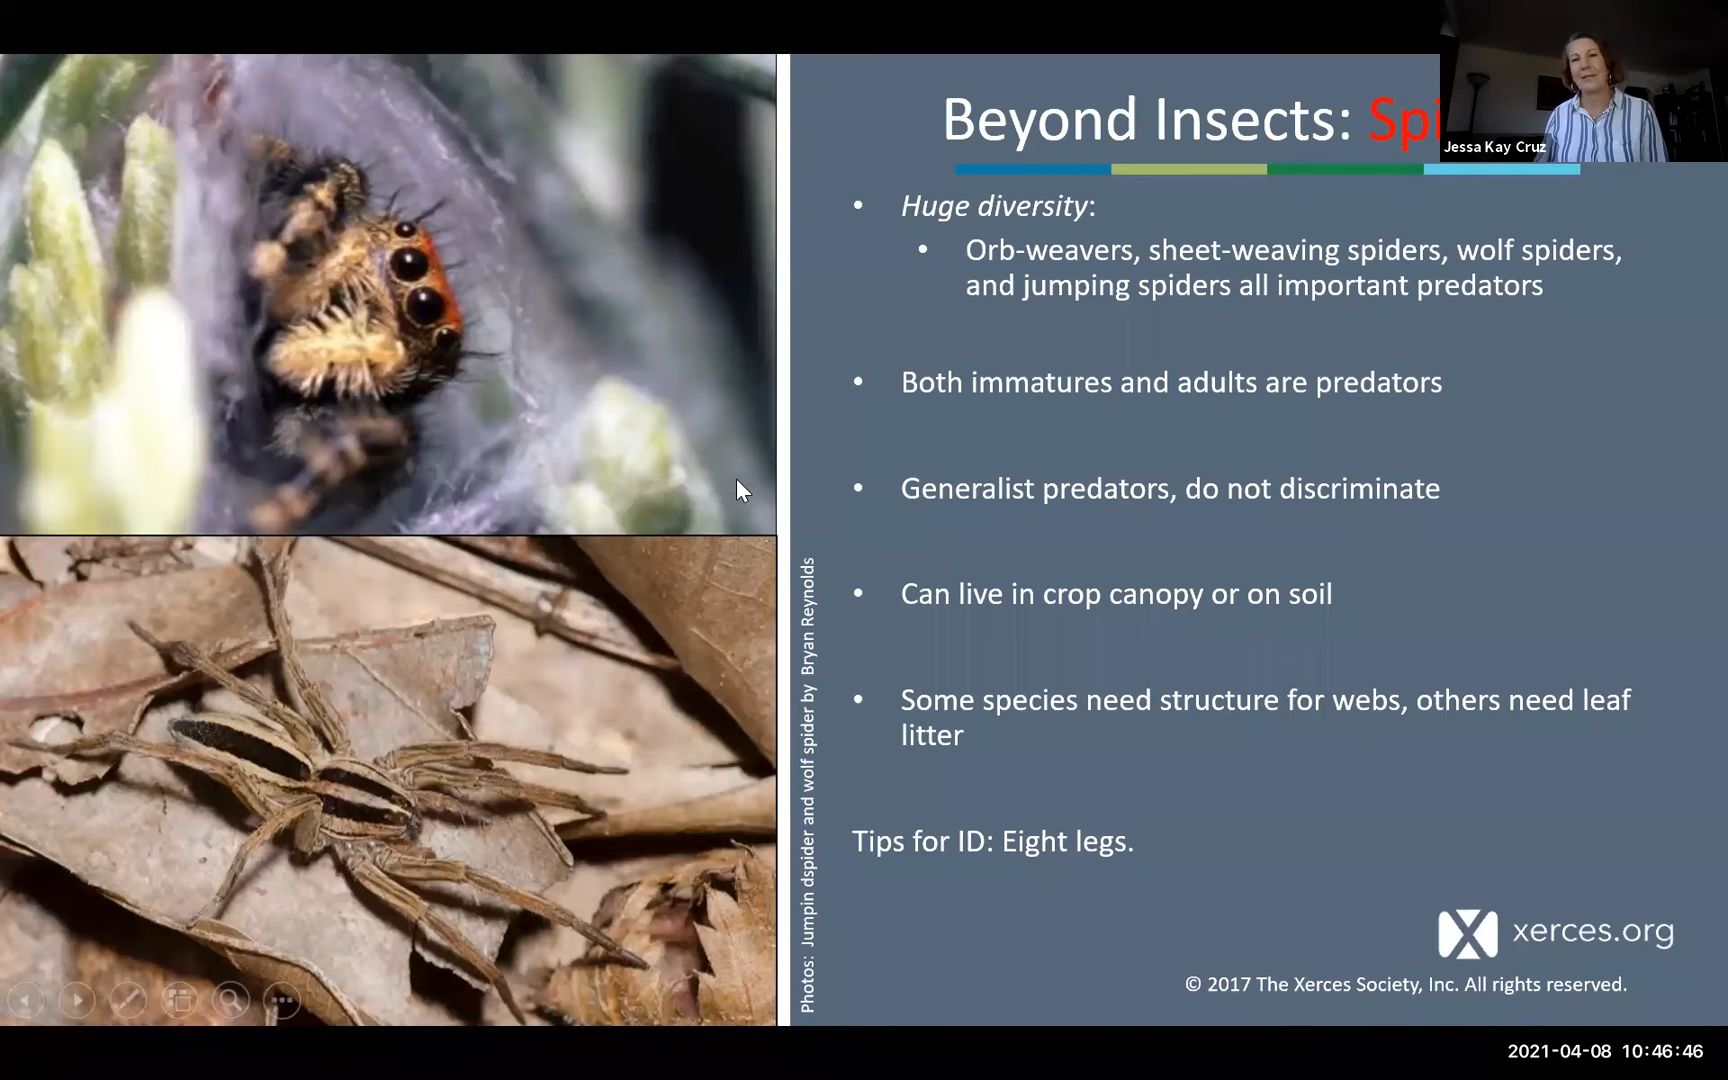 Beyond Insects: Spi
Jessa Kay Cruz
• Huge diversity:
• Orb-weavers, sheet-weaving spiders, wolf spiders,
and jumping spiders all important predators
• Both immatures and adults are predators
• Generalist predators, do not discriminate
• Can live in crop canopy or on soil
• Some species need structure for webs, others need leaf
litter
Tips for ID: Eight legs.
Photos: Jumpin dspider and wolf spider by Bryan Reynolds
xerces.org
© 2017 The Xerces Society, Inc. All rights reserved.
2021-04-08 10:46:46